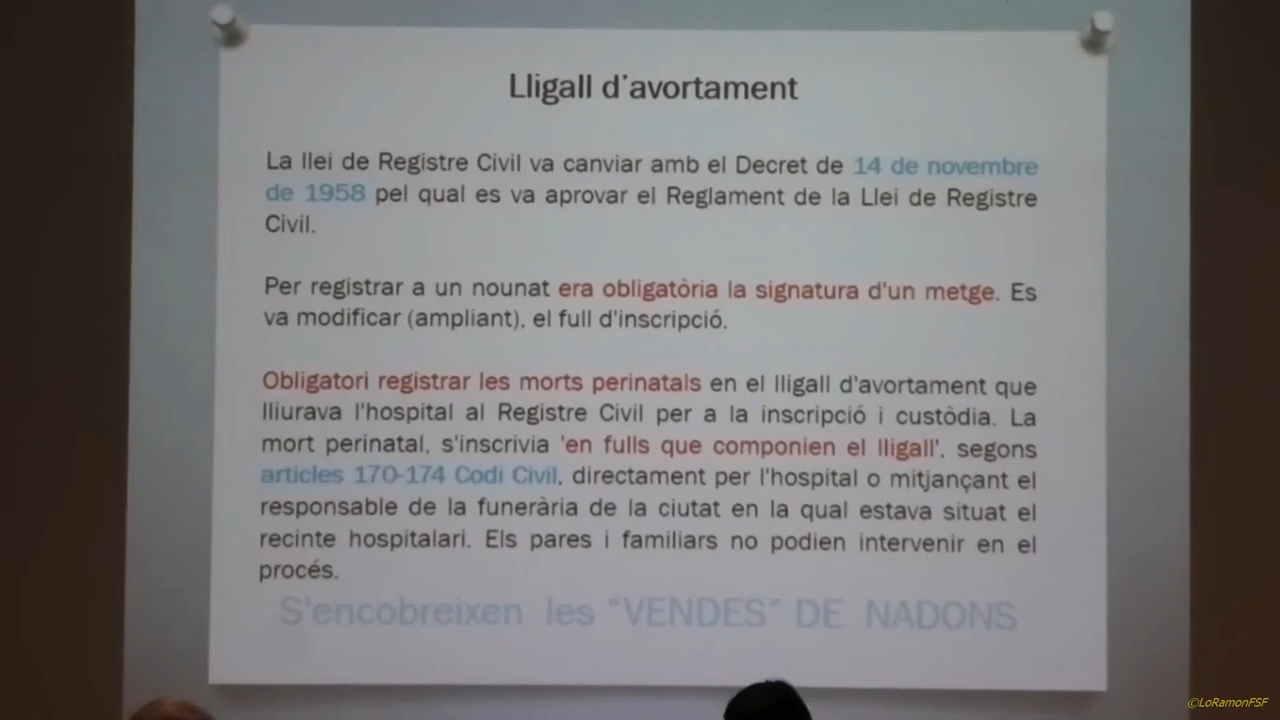 Lligall d'avortament
La llei de Registre Civil va canviar amb el Decret de 14 de novembre
de 1958 pel qual es va aprovar el Reglament de la Llei de Registre
Civil.
Per registrar a un nounat era obligatòria la signatura d'un metge. Es
va modificar (ampliant), el full d'inscripció.
Obligatori registrar les morts perinatals en el lligall d'avortament que
lliurava l'hospital al Registre Civil per a la inscripció i custòdia. La
mort perinatal, s'inscrivia 'en fulls que componien el lligall', segons
articles 170-174 Codi Civil, directament per l'hospital o mitjançant el
responsable de la funerària de la ciutat en la qual estava situat el
recinte hospitalari. Els pares i familiars no podien intervenir en el
procés.
S'encobreixen les "VENDES" DE NADONS
©LoRamonFSF